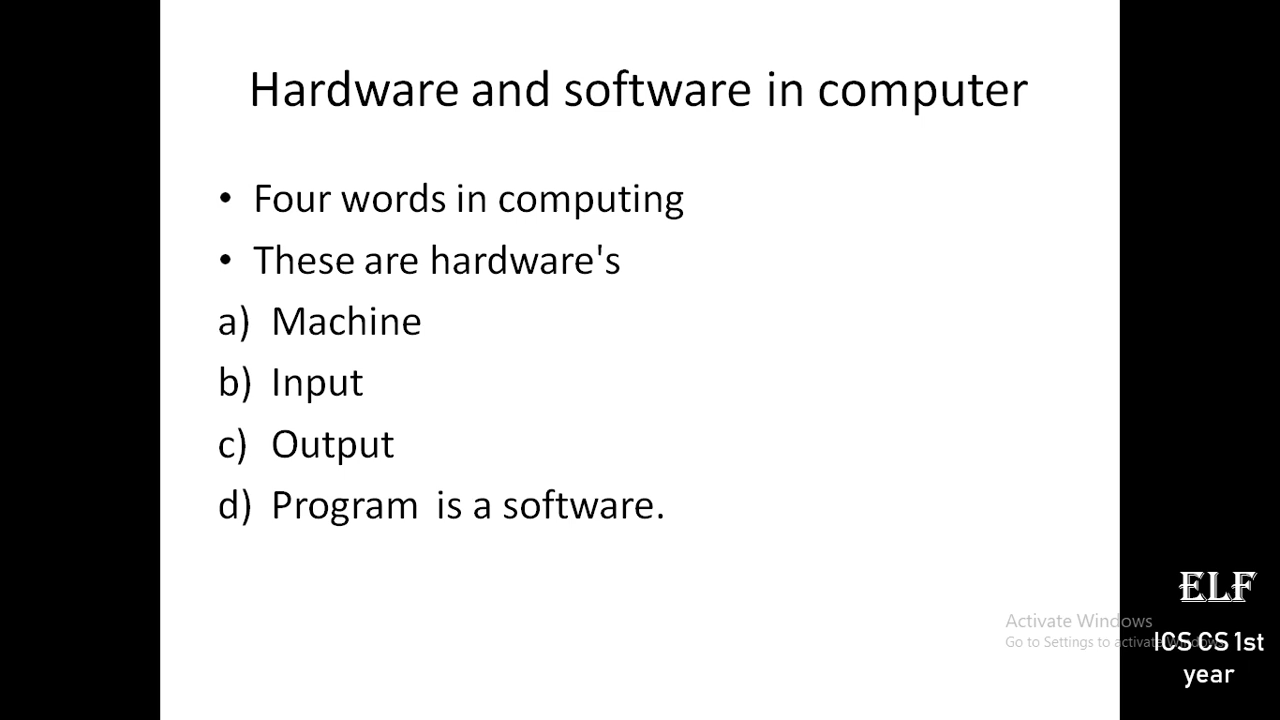 Hardware and software in computer
• Four words in computing
• These are hardware's
a) Machine
b) Input
c) Output
d) Program is a software.
ELF
Activate Windows
Go to Settings to activate Windows.
ICS CS 1st
year